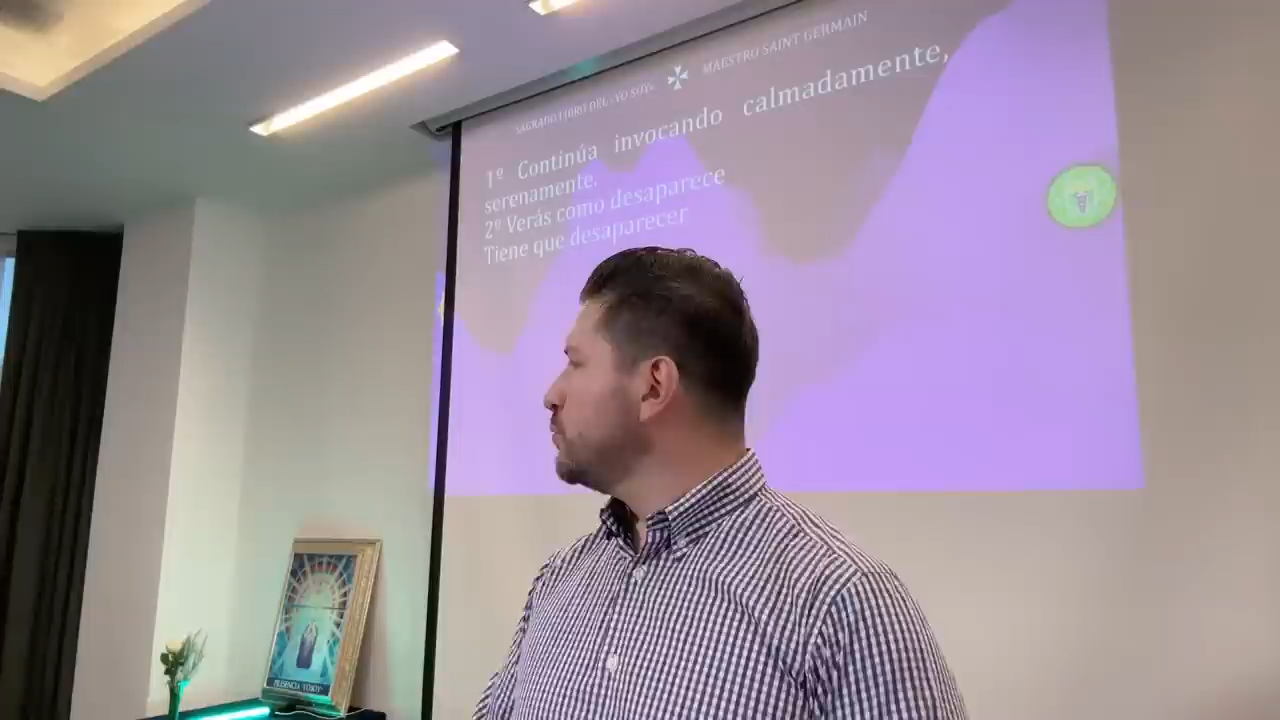 SAGRADO LIBRO DEL «YO SOY» MAESTRO SAINT GERMAIN
1º Continúa invocando calmadamente,
serenamente.
2º Verás como desaparece
Tiene que desaparecer
PRESENCIA YO SOY